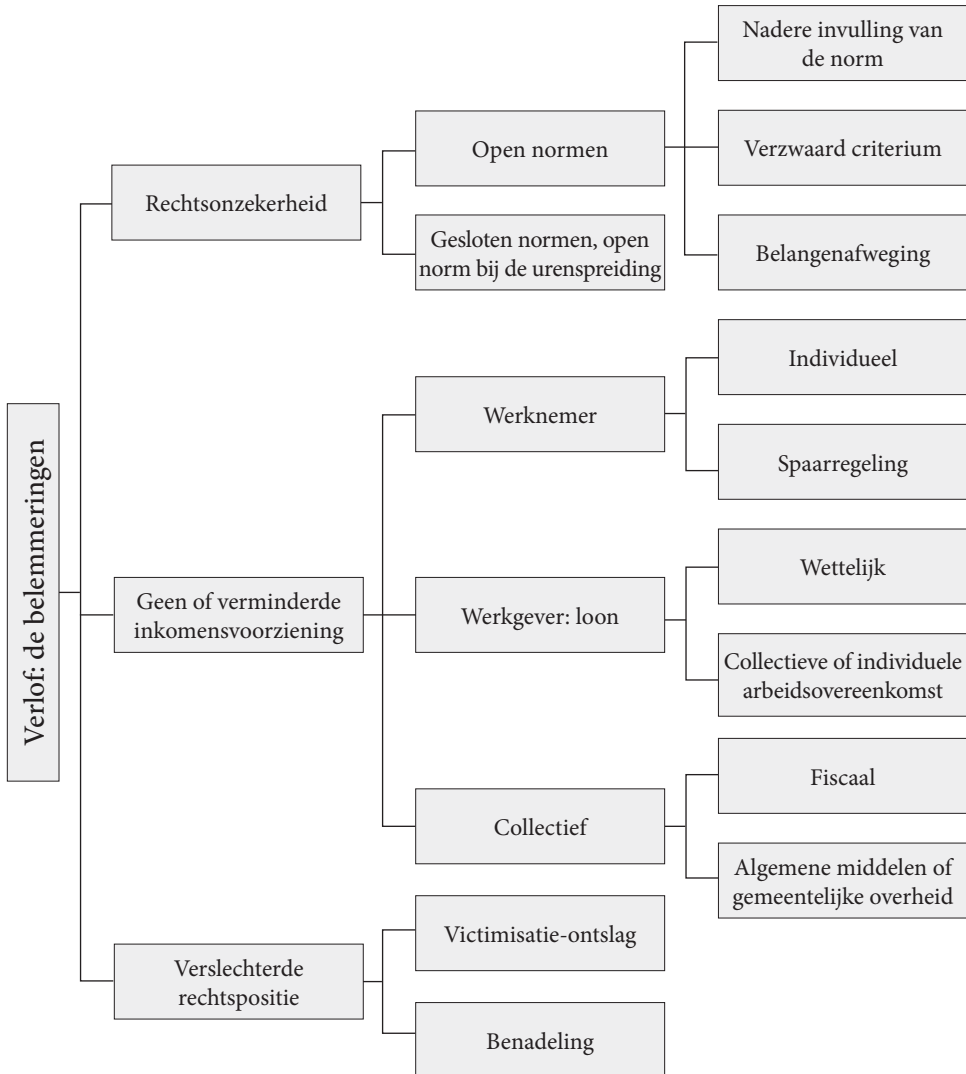 Verlof: de belemmeringen
Rechtsonzekerheid
Open normen
Nadere invulling van
de norm
Verzwaard criterium
Belangenafweging
Gesloten normen, open
norm bij de urenspreiding
Geen of verminderde
inkomensvoorziening
Werknemer
Individueel
Spaarregeling
Werkgever: loon
Wettelijk
Collectieve of individuele
arbeidsovereenkomst
Collectief
Fiscaal
Algemene middelen of
gemeentelijke overheid
Verslechterde
rechtspositie
Victimisatie-ontslag
Benadeling